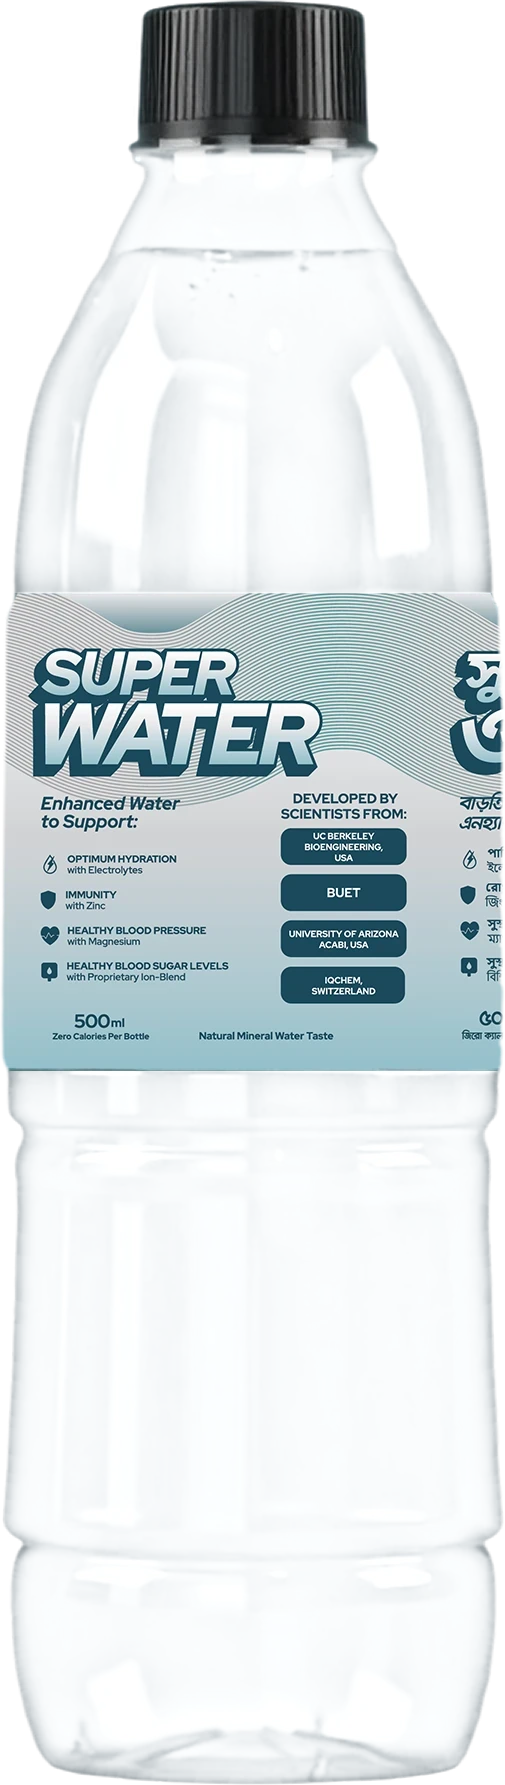 SUPER
WATER
Enhanced Water
to Support:
OPTIMUM HYDRATION
with Electrolytes
IMMUNITY
with Zinc
HEALTHY BLOOD PRESSURE
with Magnesium
HEALTHY BLOOD SUGAR LEVELS
with Proprietary Ion-Blend
500ml
Zero Calories Per Bottle
Natural Mineral Water Taste
DEVELOPED BY
SCIENTISTS FROM:
UC BERKELEY
BIOENGINEERING,
USA
BUET
UNIVERSITY OF ARIZONA
ACABI, USA
IQCHEM,
SWITZERLAND
সু
জিরো